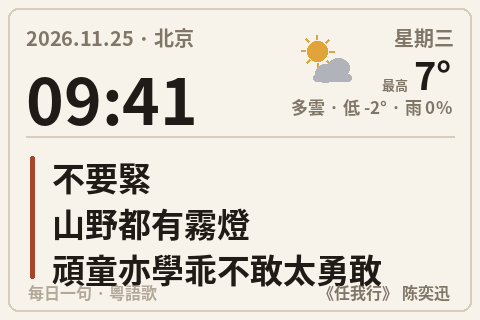 2026.11.25 · 北京
星期三
09:41
最高 7°
多雲 · 低 -2° · 雨 0%
不要緊
山野都有霧燈
頑童亦學乖不敢太勇敢
每日一句 · 粵語歌
《任我行》 陈奕迅